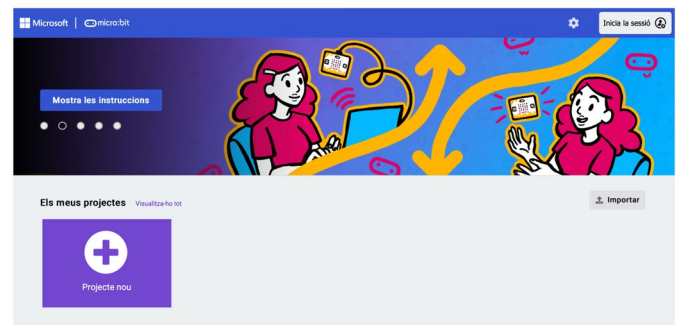 Microsoft | micro:bit
Inicia la sessió
Mostra les instruccions
Els meus projectes Visualitza-ho tot
Importar
Projecte nou